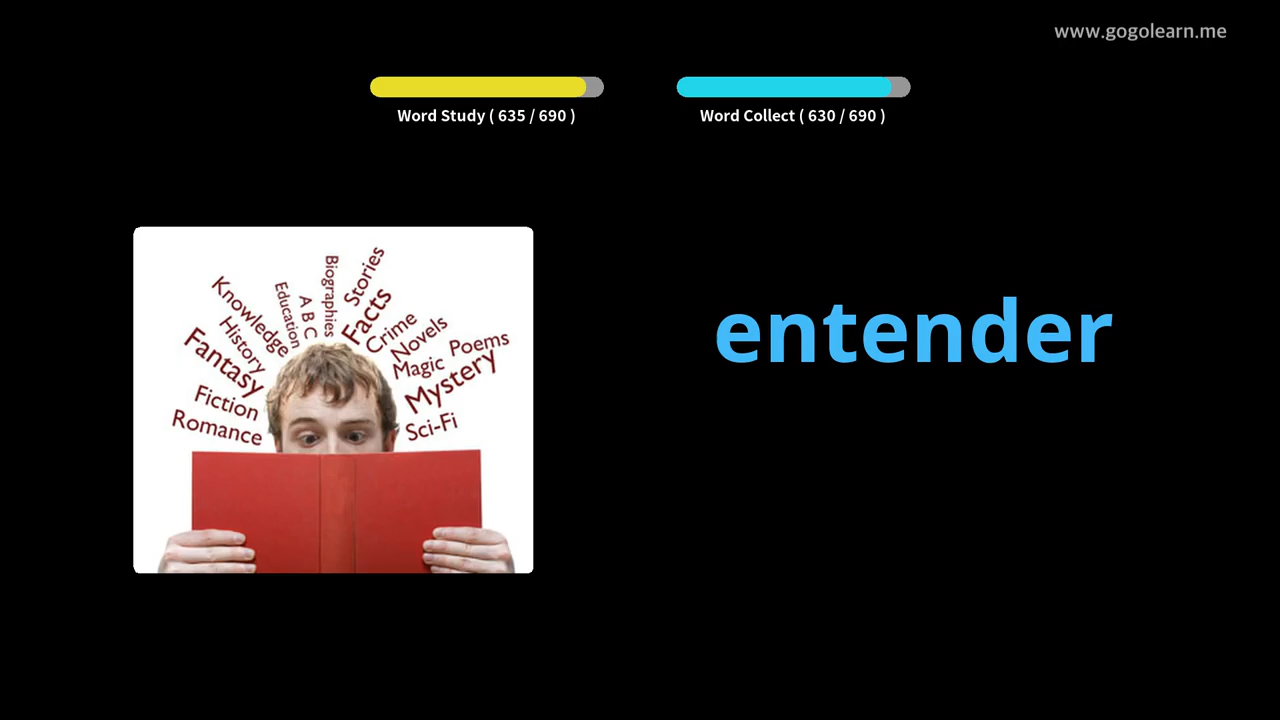 www.gogolearn.me
Word Study ( 635 / 690 )
Word Collect ( 630 / 690 )
entender
Biographies
Stories
Education
A B C
Facts
Knowledge
Crime
History
Novels
Fantasy
Magic
Poems
Mystery
Fiction
Romance
Sci-Fi